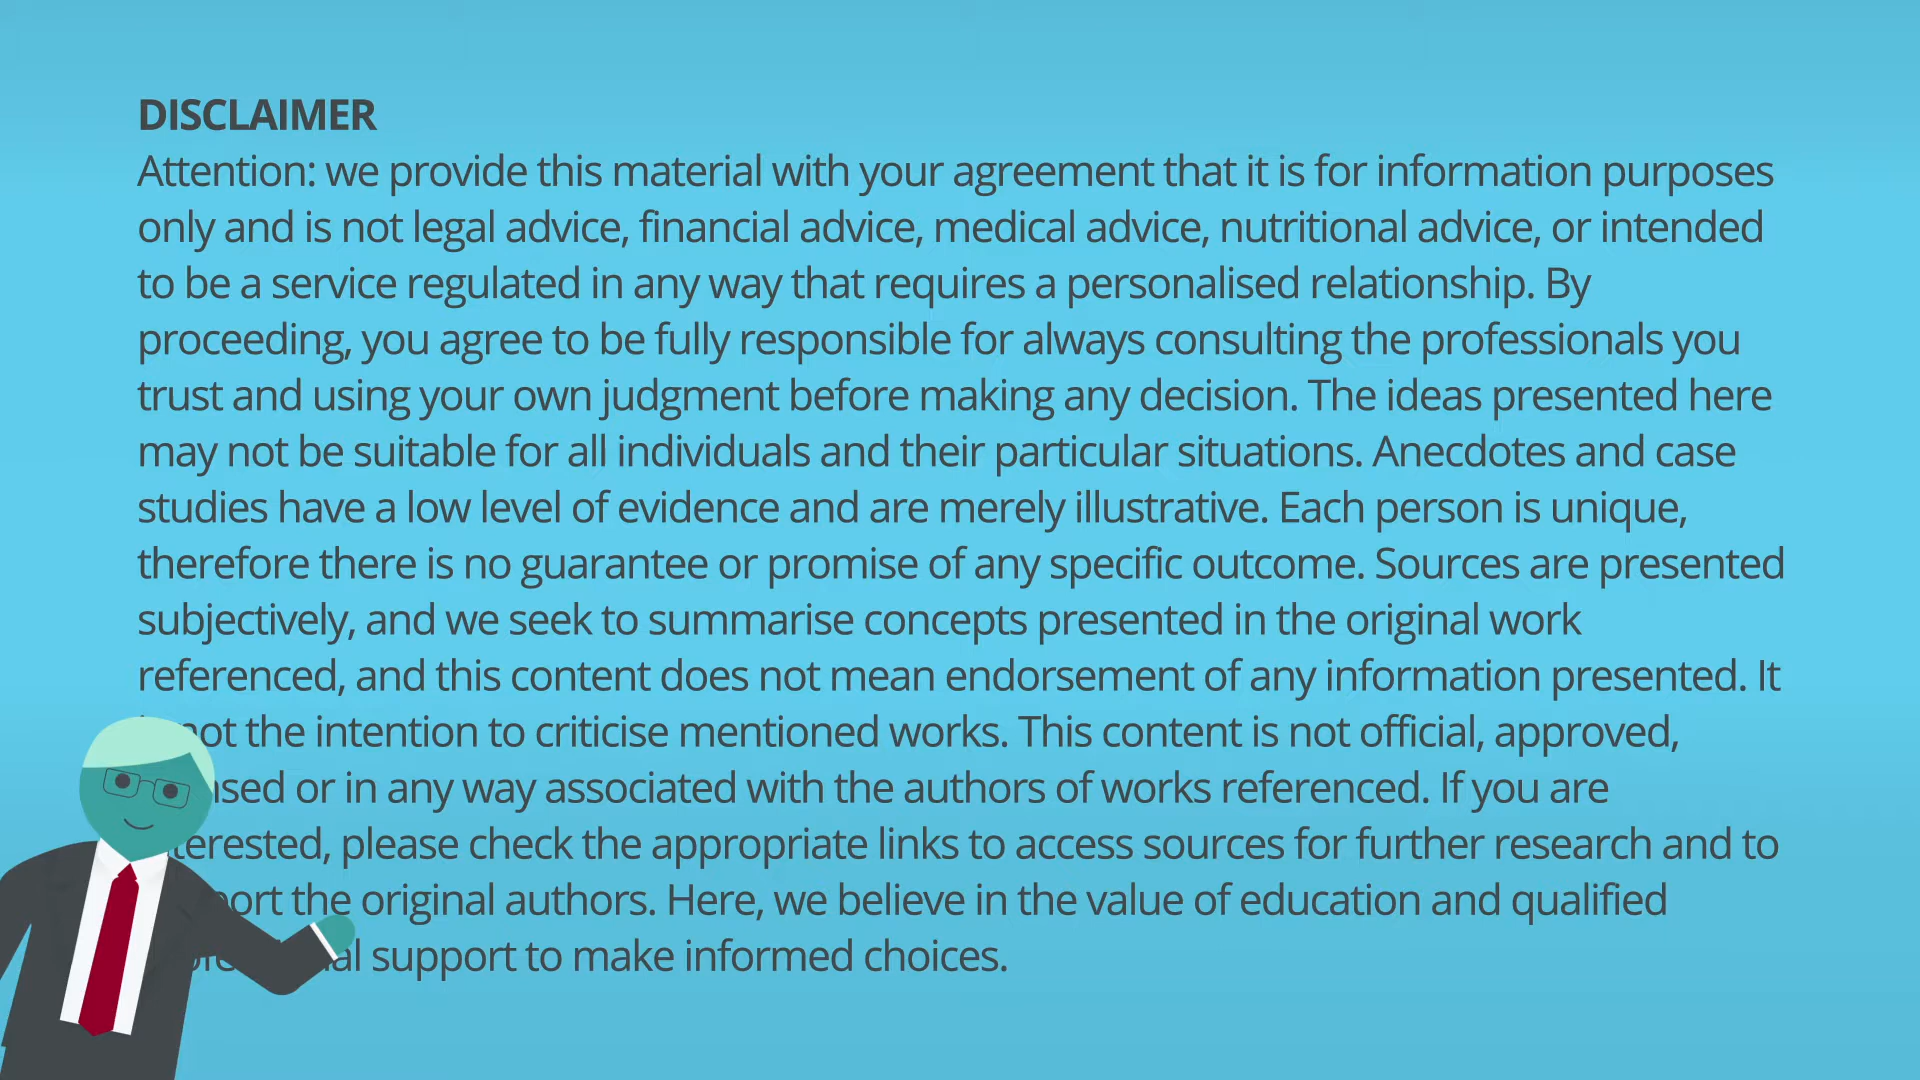 DISCLAIMER
Attention: we provide this material with your agreement that it is for information purposes
only and is not legal advice, financial advice, medical advice, nutritional advice, or intended
to be a service regulated in any way that requires a personalised relationship. By
proceeding, you agree to be fully responsible for always consulting the professionals you
trust and using your own judgment before making any decision. The ideas presented here
may not be suitable for all individuals and their particular situations. Anecdotes and case
studies have a low level of evidence and are merely illustrative. Each person is unique,
therefore there is no guarantee or promise of any specific outcome. Sources are presented
subjectively, and we seek to summarise concepts presented in the original work
referenced, and this content does not mean endorsement of any information presented. It
not the intention to criticise mentioned works. This content is not official, approved,
or in any way associated with the authors of works referenced. If you are
please check the appropriate links to access sources for further research and to
the original authors. Here, we believe in the value of education and qualified
support to make informed choices.